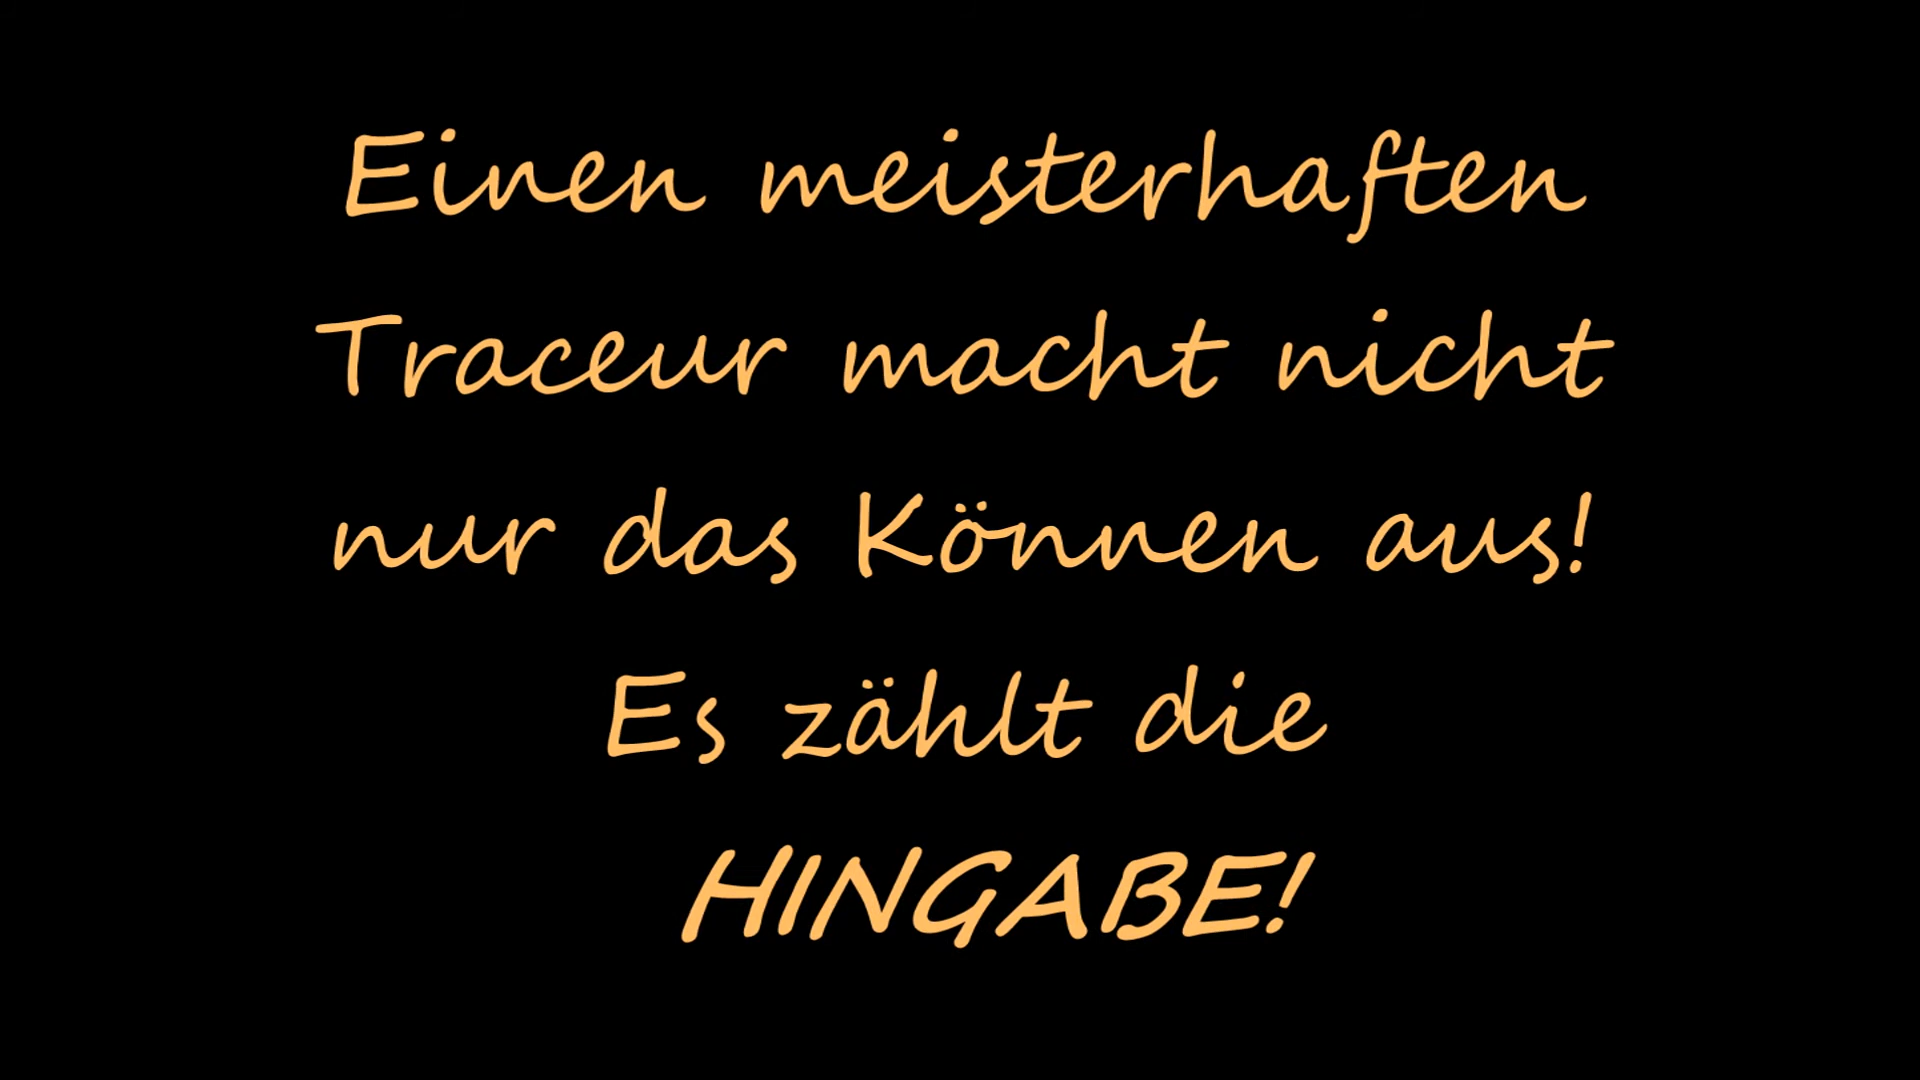 Einen meisterhaften
Traceur macht nicht
nur das Können aus!
Es zählt die
HINGABE!